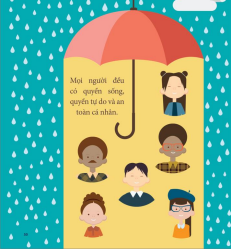 Mọi người đều
có quyền sống,
quyền tự do và an
toàn cá nhân.